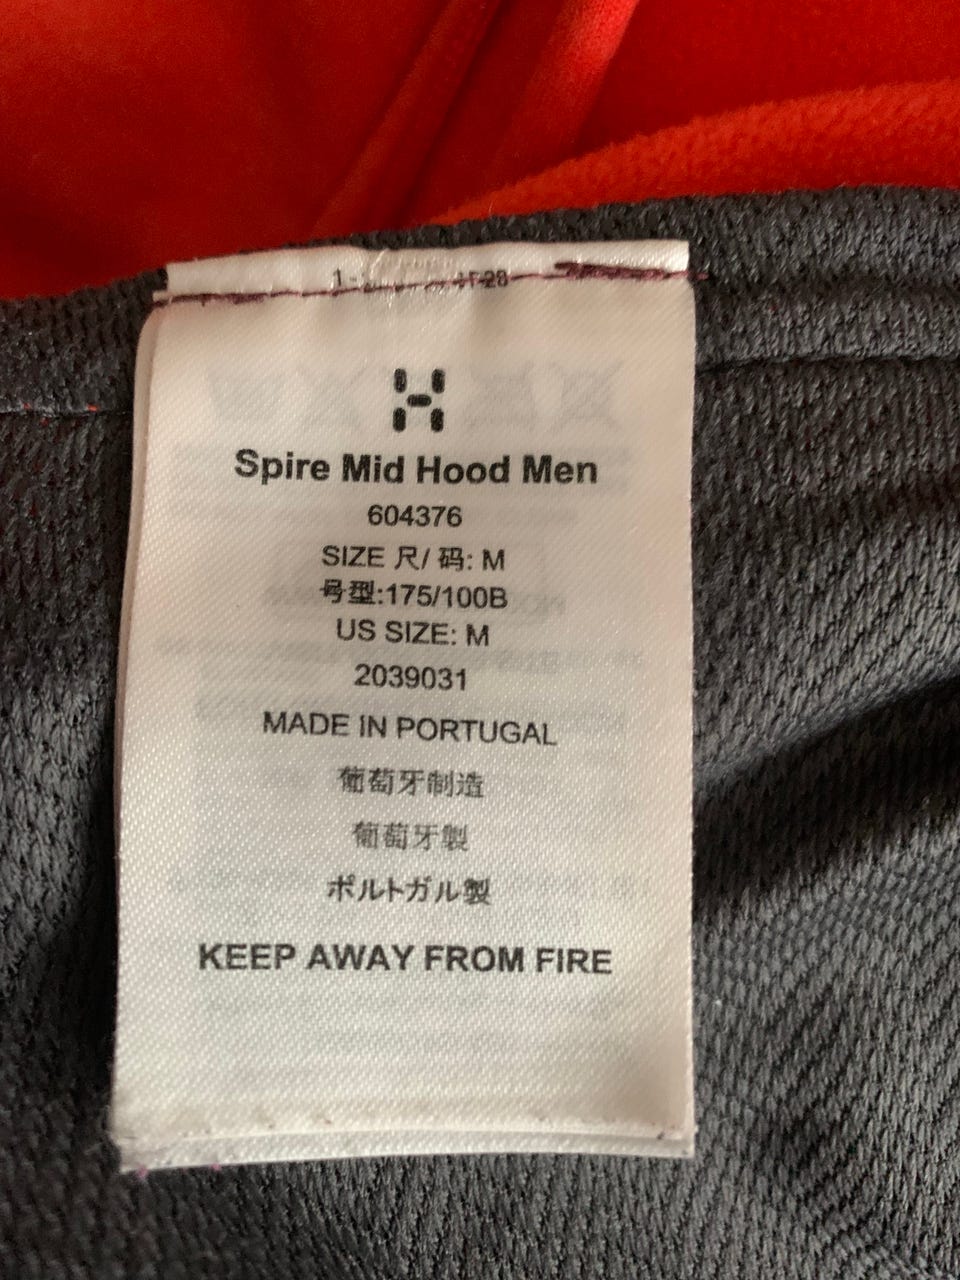 Spire Mid Hood Men
604376
SIZE 尺/ 码: M
号型:175/100B
US SIZE: M
2039031
MADE IN PORTUGAL
葡萄牙制造
葡萄牙製
ポルトガル製
KEEP AWAY FROM FIRE